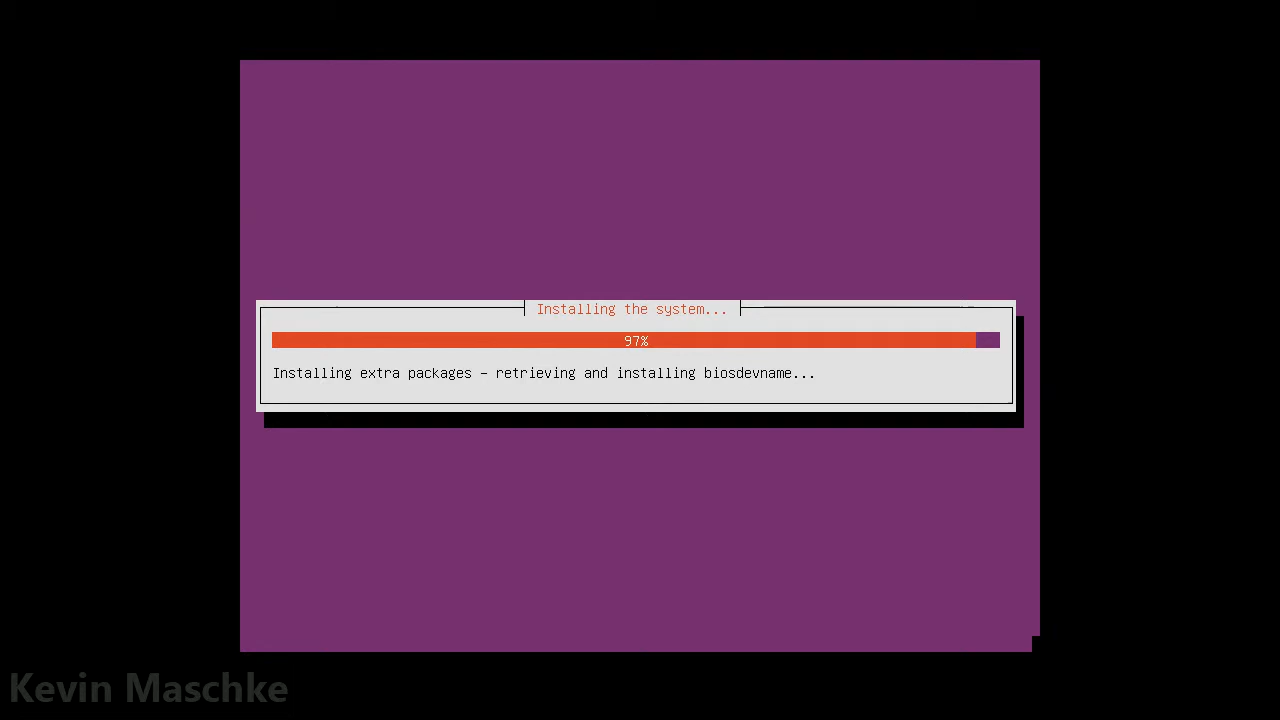 Installing the system...
97%
Installing extra packages – retrieving and installing biosdevname...
Kevin Maschke